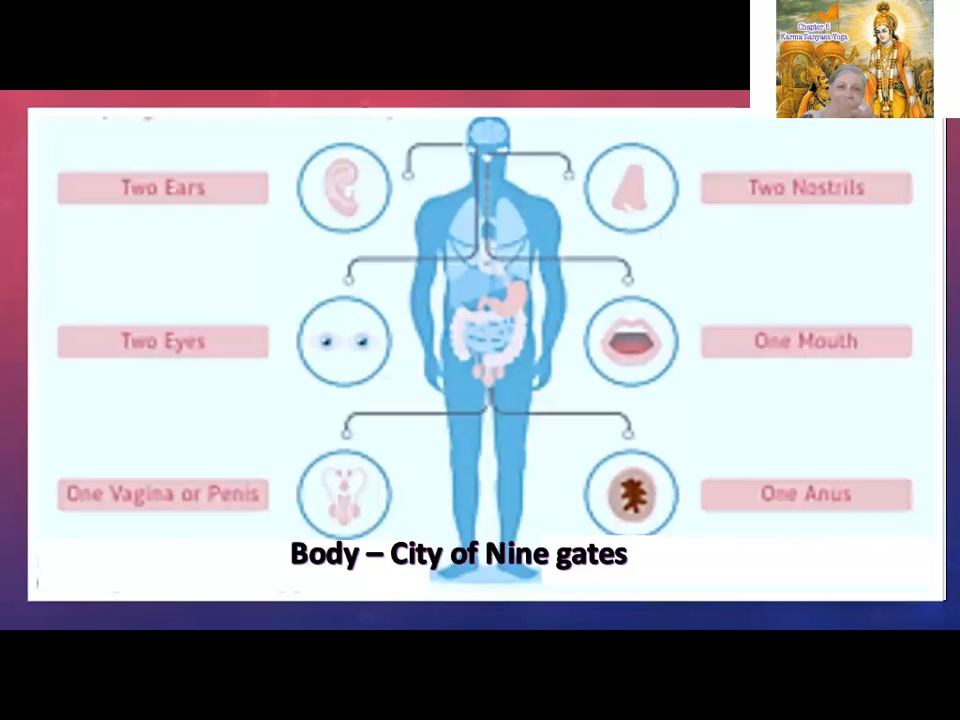 Chapter 5
Karma Sanyasa Yoga
Two Ears
Two Nostrils
Two Eyes
One Mouth
One Vagina or Penis
One Anus
Body – City of Nine gates